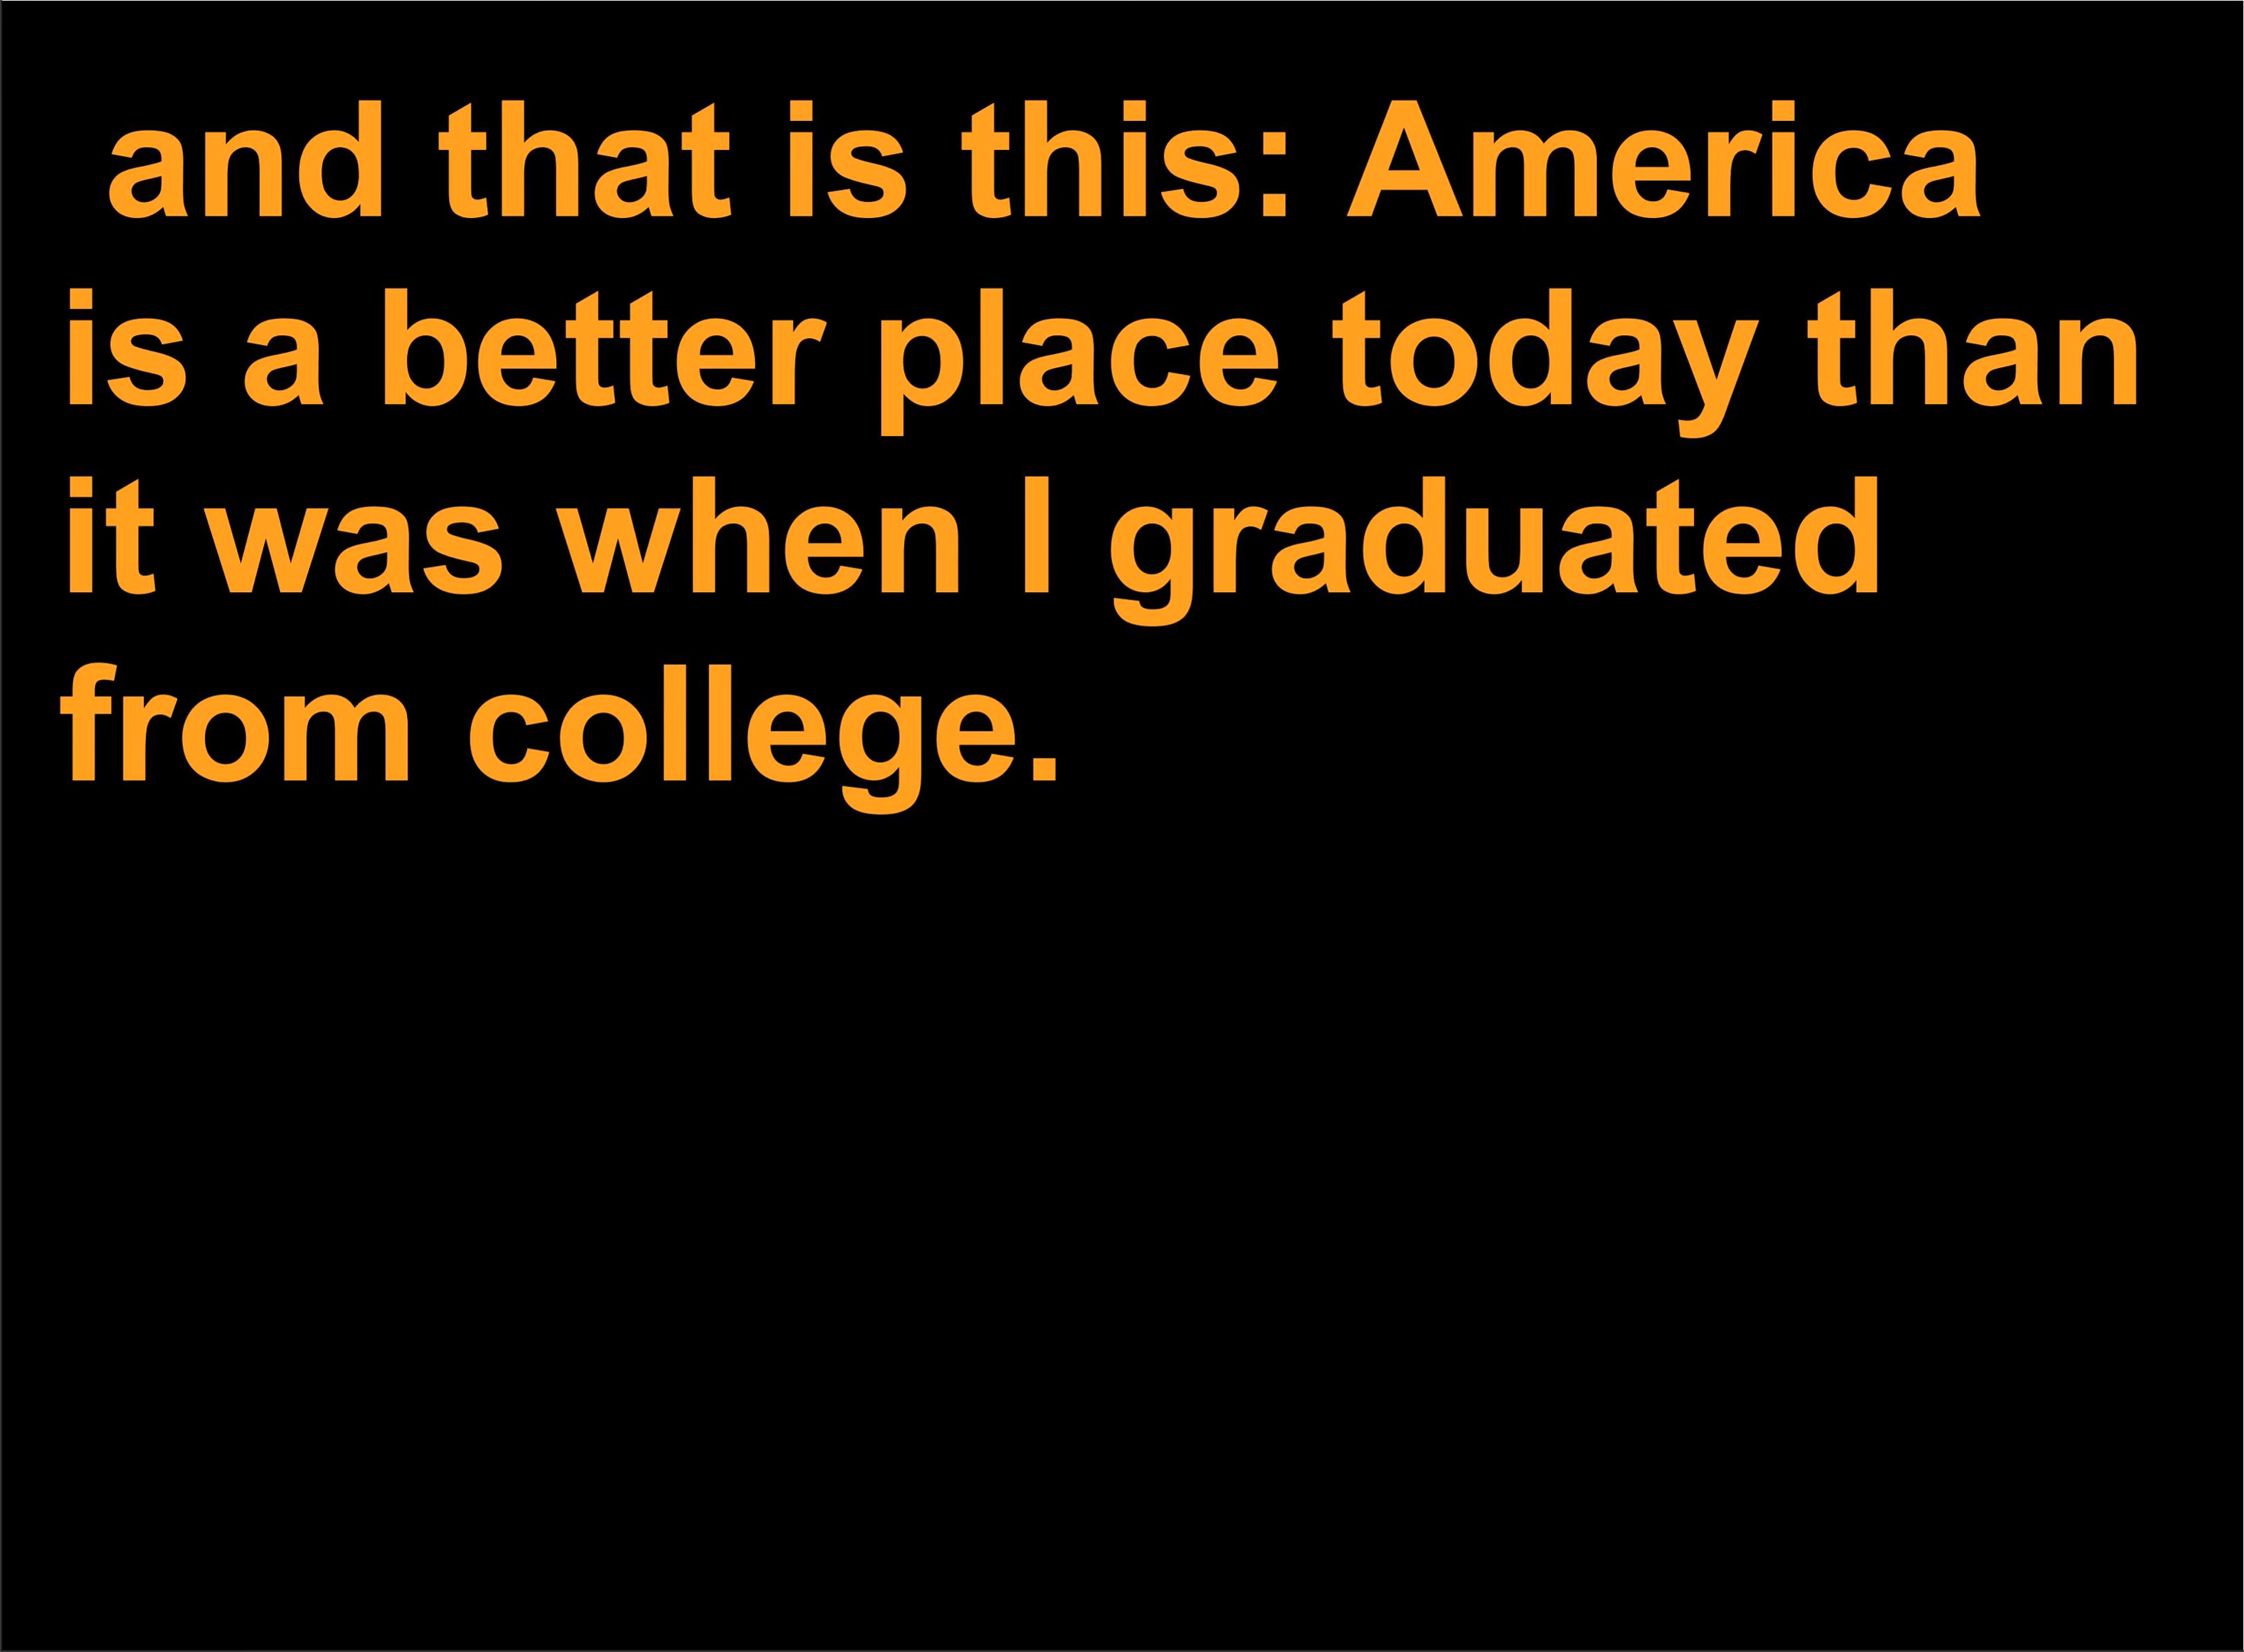 and that is this: America
is a better place today than
it was when I graduated
from college.